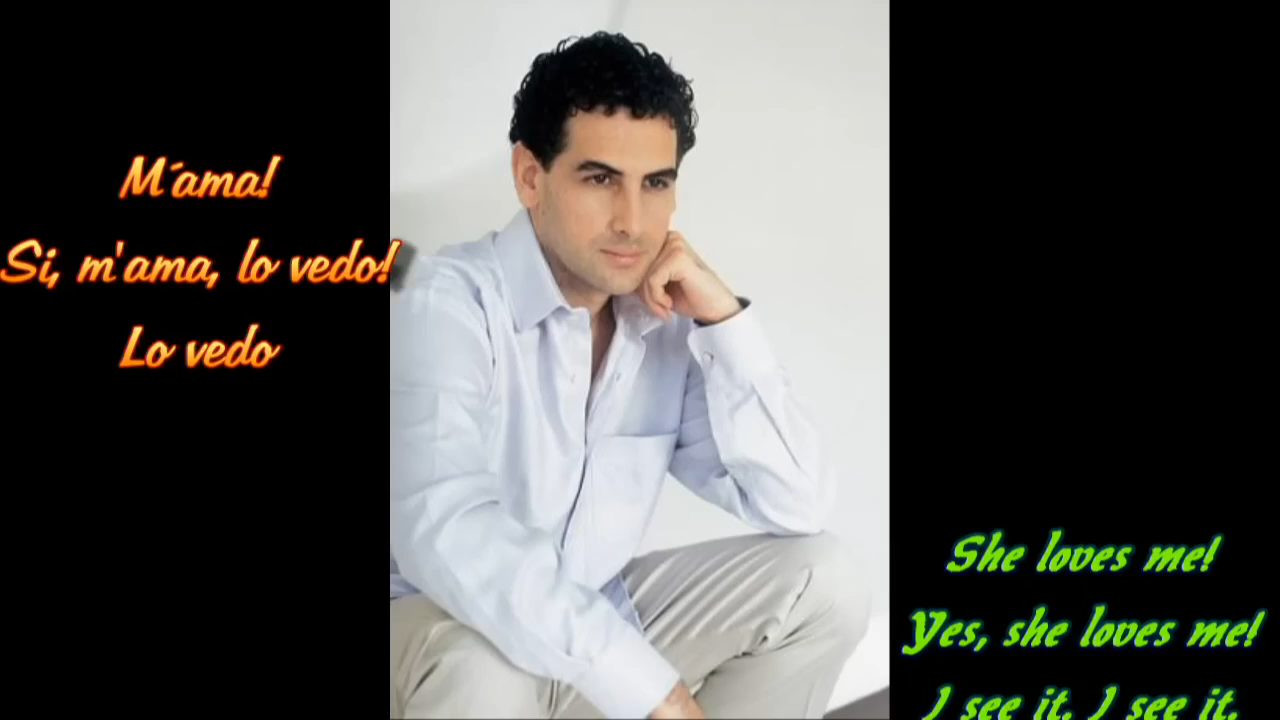 M´ama!
Si, m'ama, lo vedo!
Lo vedo
She loves me!
Yes, she loves me!
I see it. I see it.